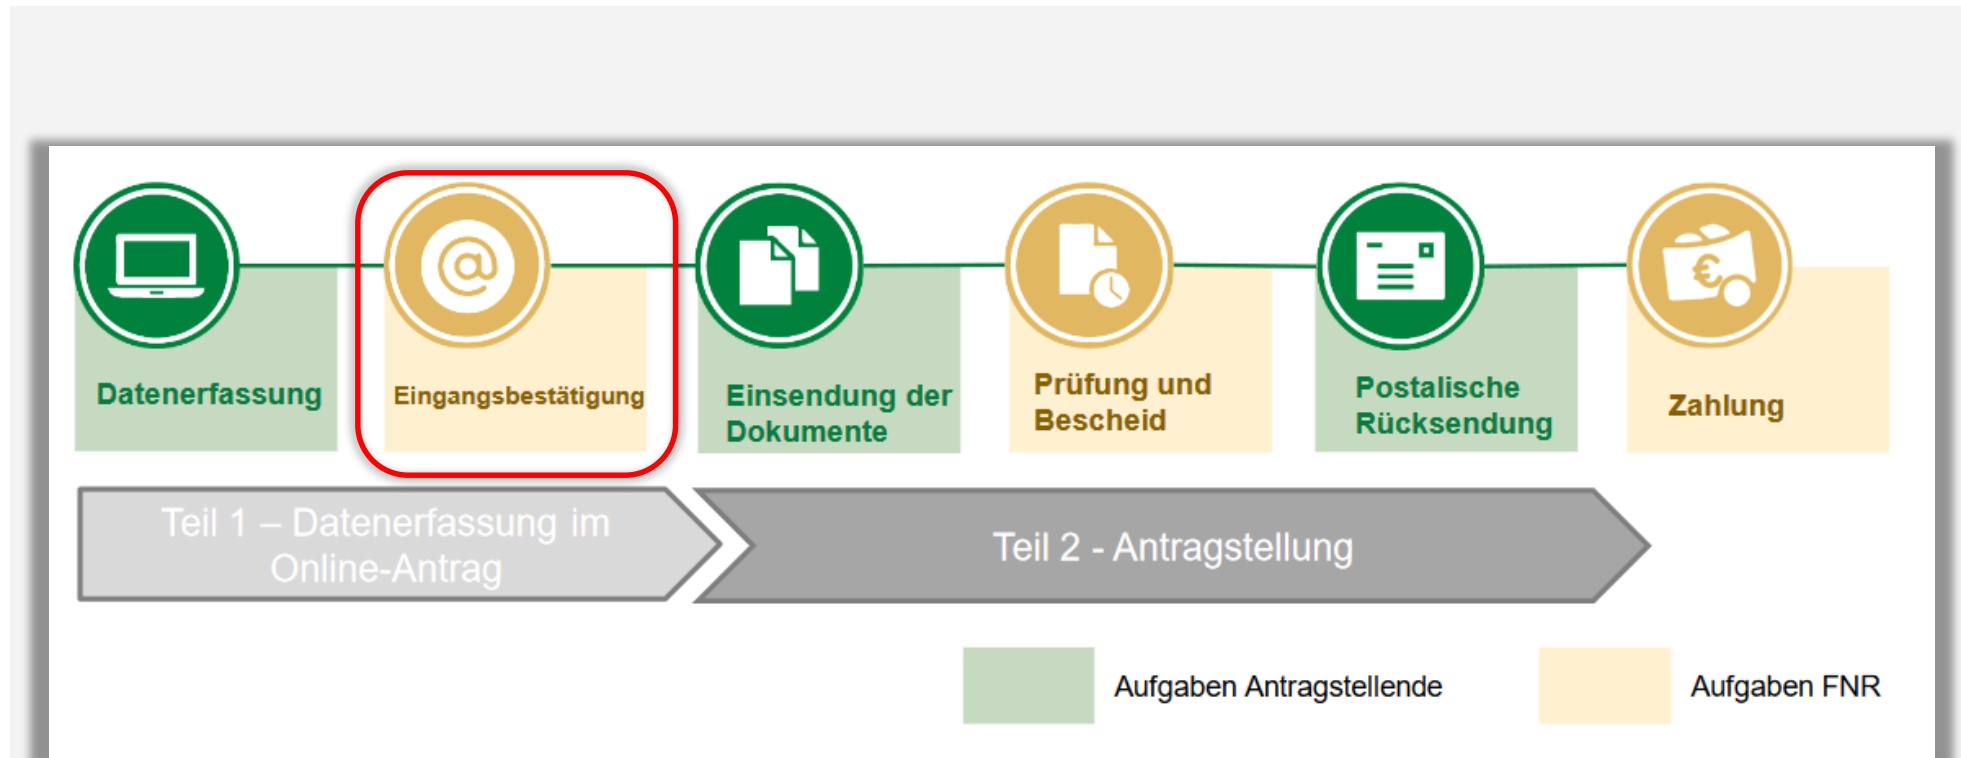 Datenerfassung
Eingangsbestätigung
Einsendung der
Dokumente
Prüfung und
Bescheid
Postalische
Rücksendung
Zahlung
Teil 1 – Datenerfassung im
Online-Antrag
Teil 2 - Antragstellung
Aufgaben Antragstellende
Aufgaben FNR